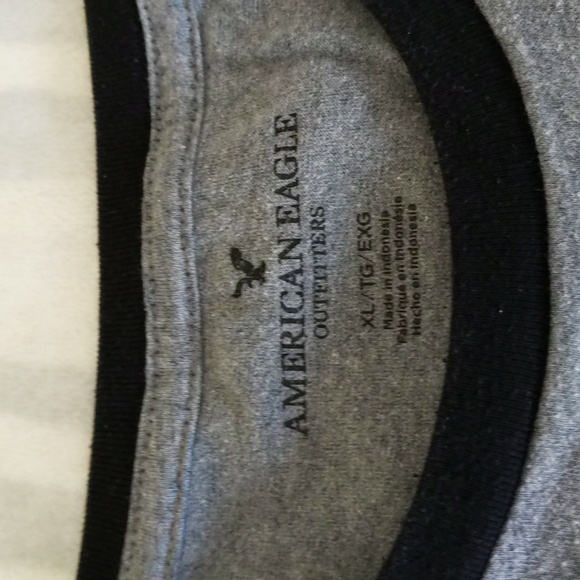 AMERICAN EAGLE
OUTFITTERS
XL/TG/EXG
Made in Indonesia
Fabriqué en Indonésie
Hecho en Indonesia